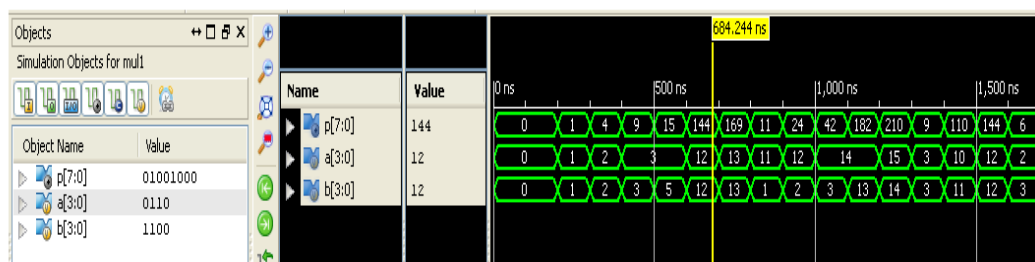 Objects
Simulation Objects for mul1
Object Name Value
p[7:0] 01001000
a[3:0] 0110
b[3:0] 1100
684.244 ns
Name Value
0 ns 500 ns 1,000 ns 1,500 ns
p[7:0] 144 0 1 4 9 15 144 169 11 24 42 182 210 9 110 144 6
a[3:0] 12 0 1 2 3 12 13 11 12 14 15 3 10 12 2
b[3:0] 12 0 1 2 3 5 12 13 1 2 3 13 14 3 11 12 3